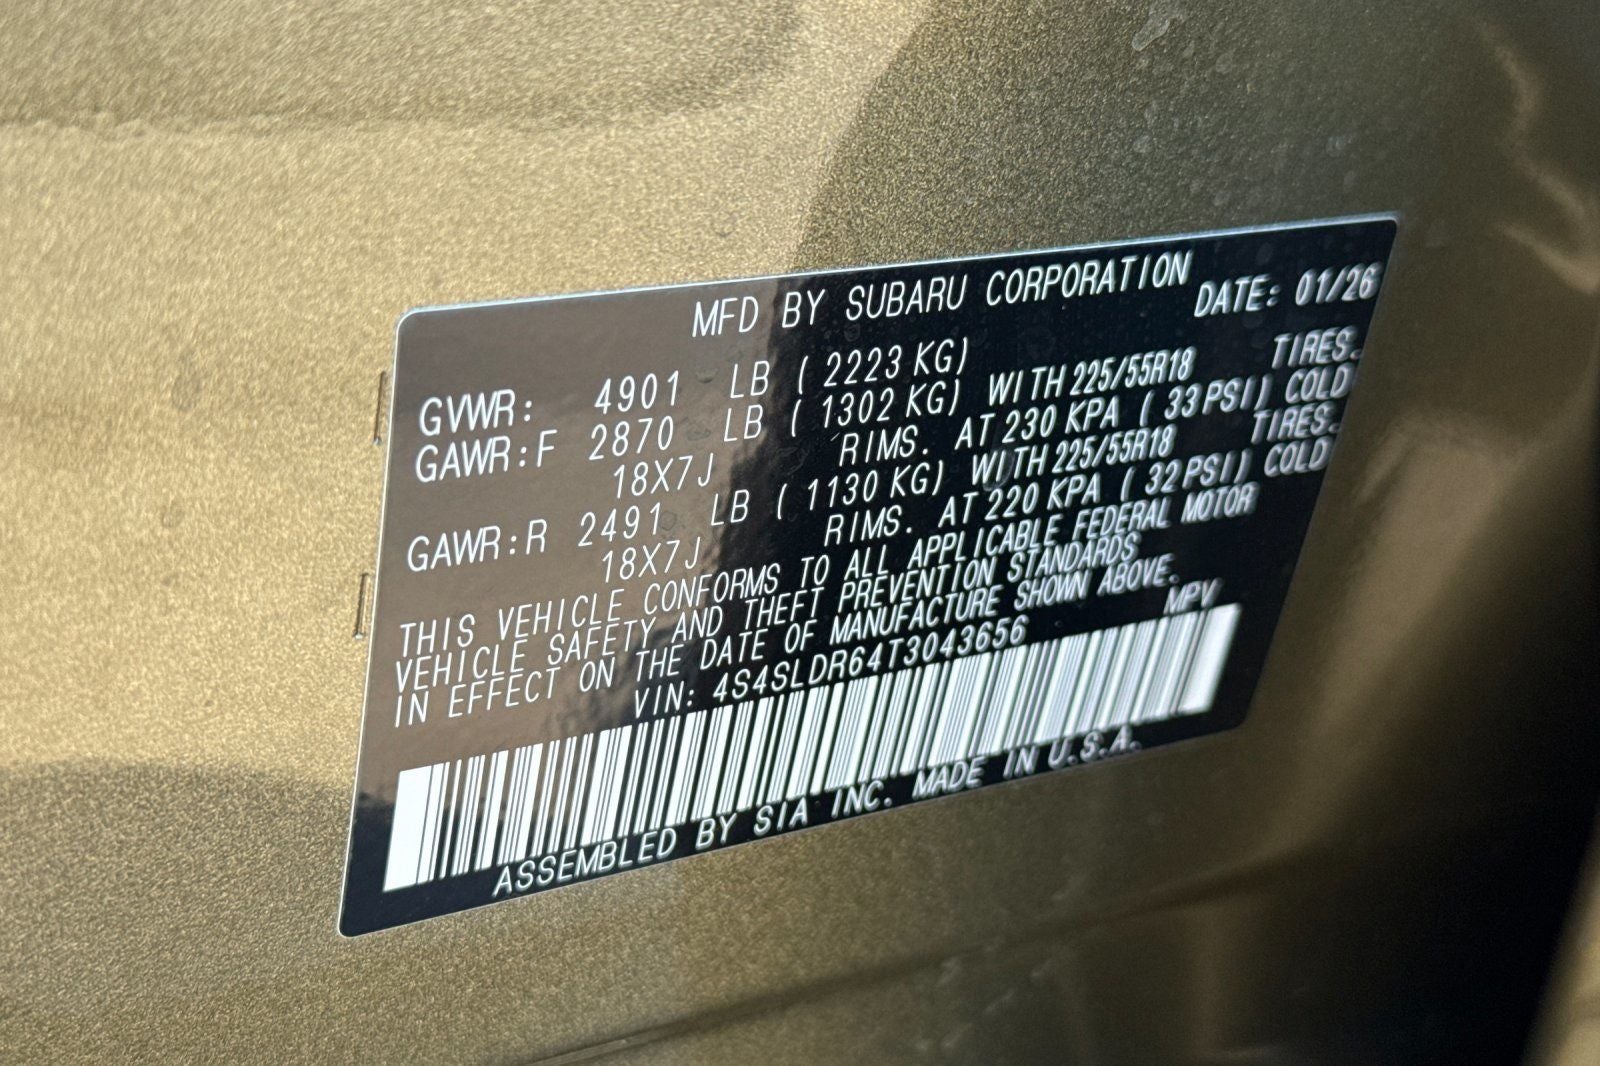 MFD BY SUBARU CORPORATION
DATE: 01/26
GVWR: 4901 LB ( 2223 KG)
GAWR:F 2870 LB ( 1302 KG) WITH 225/55R18 TIRES.
18X7J RIMS. AT 230 KPA ( 33 PSI) COLD
GAWR:R 2491 LB ( 1130 KG) WITH 225/55R18 TIRES.
18X7J RIMS. AT 220 KPA ( 32 PSI) COLD
THIS VEHICLE CONFORMS TO ALL APPLICABLE FEDERAL MOTOR
VEHICLE SAFETY AND THEFT PREVENTION STANDARDS
IN EFFECT ON THE DATE OF MANUFACTURE SHOWN ABOVE.
VIN: 4S4SLDR64T3043656 MPV
ASSEMBLED BY SIA INC. MADE IN U.S.A.